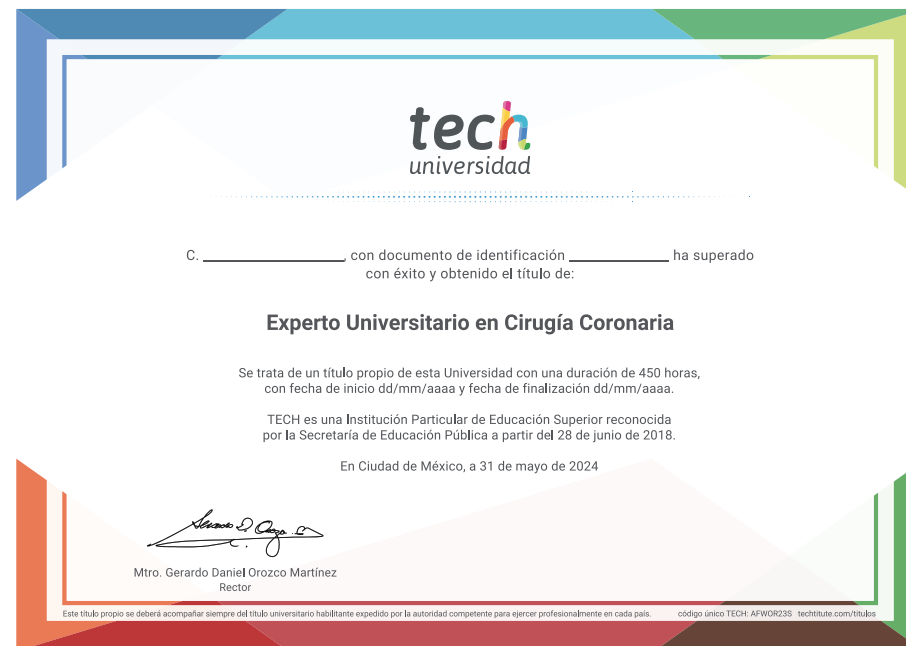 tech
universidad
C. ____________, con documento de identificación ____________ ha superado
con éxito y obtenido el título de:
Experto Universitario en Cirugía Coronaria
Se trata de un título propio de esta Universidad con una duración de 450 horas,
con fecha de inicio dd/mm/aaaa y fecha de finalización dd/mm/aaaa.
TECH es una Institución Particular de Educación Superior reconocida
por la Secretaría de Educación Pública a partir del 28 de junio de 2018.
En Ciudad de México, a 31 de mayo de 2024
Mtro. Gerardo Daniel Orozco Martínez
Rector
Este título propio se deberá acompañar siempre del título universitario habilitante expedido por la autoridad competente para ejercer profesionalmente en cada país. código único TECH: AFWOR23S techtitute.com/titulos